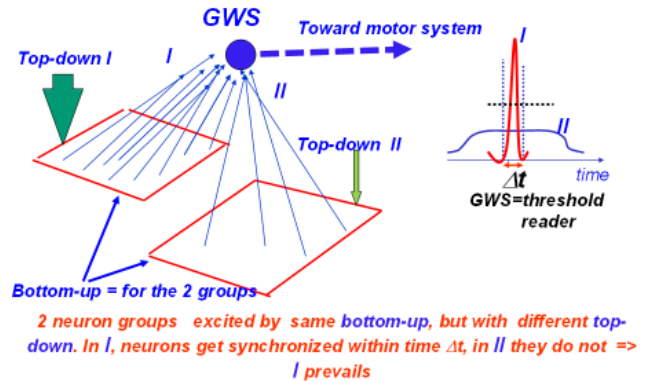 GWS
Toward motor system
Top-down I
I
II
I
II
Top-down II
time
Δt
GWS=threshold
reader
Bottom-up = for the 2 groups
2 neuron groups excited by same bottom-up, but with different top-
down. In I, neurons get synchronized within time Δt, in II they do not =>
I prevails